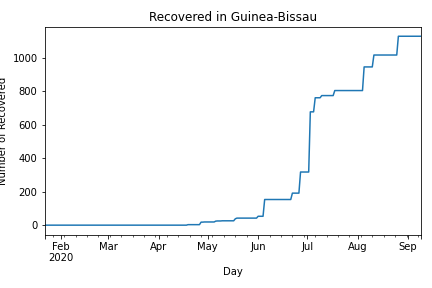 Recovered in Guinea-Bissau
Number of Recovered
1000
800
600
400
200
0
Feb Mar Apr May Jun Jul Aug Sep
2020
Day